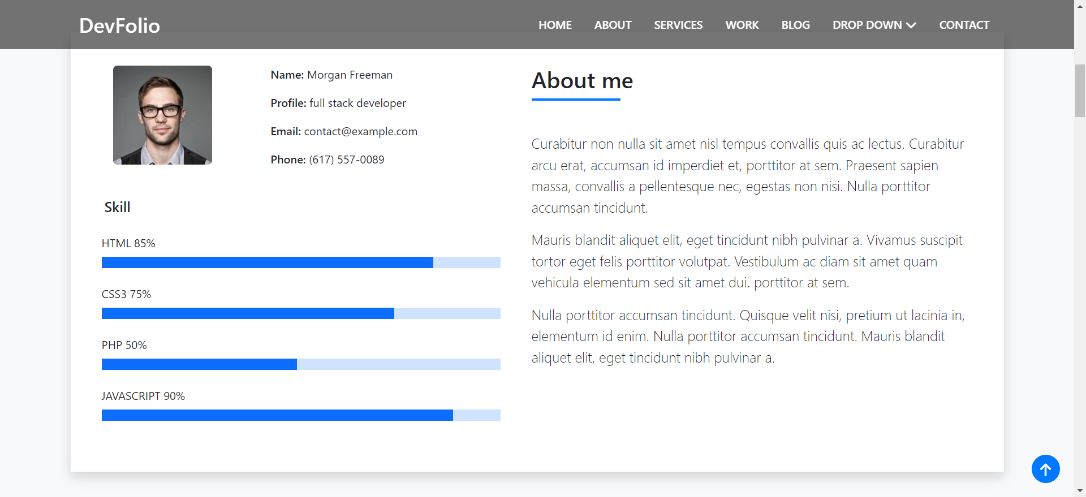 DevFolio
HOME ABOUT SERVICES WORK BLOG DROP DOWN CONTACT
Name: Morgan Freeman
Profile: full stack developer
Email: contact@example.com
Phone: (617) 557-0089
Skill
HTML 85%
CSS3 75%
PHP 50%
JAVASCRIPT 90%
About me
Curabitur non nulla sit amet nisl tempus convallis quis ac lectus. Curabitur
arcu erat, accumsan id imperdiet et, porttitor at sem. Praesent sapien
massa, convallis a pellentesque nec, egestas non nisi. Nulla porttitor
accumsan tincidunt.
Mauris blandit aliquet elit, eget tincidunt nibh pulvinar a. Vivamus suscipit
tortor eget felis porttitor volutpat. Vestibulum ac diam sit amet quam
vehicula elementum sed sit amet dui. porttitor at sem.
Nulla porttitor accumsan tincidunt. Quisque velit nisi, pretium ut lacinia in,
elementum id enim. Nulla porttitor accumsan tincidunt. Mauris blandit
aliquet elit, eget tincidunt nibh pulvinar a.